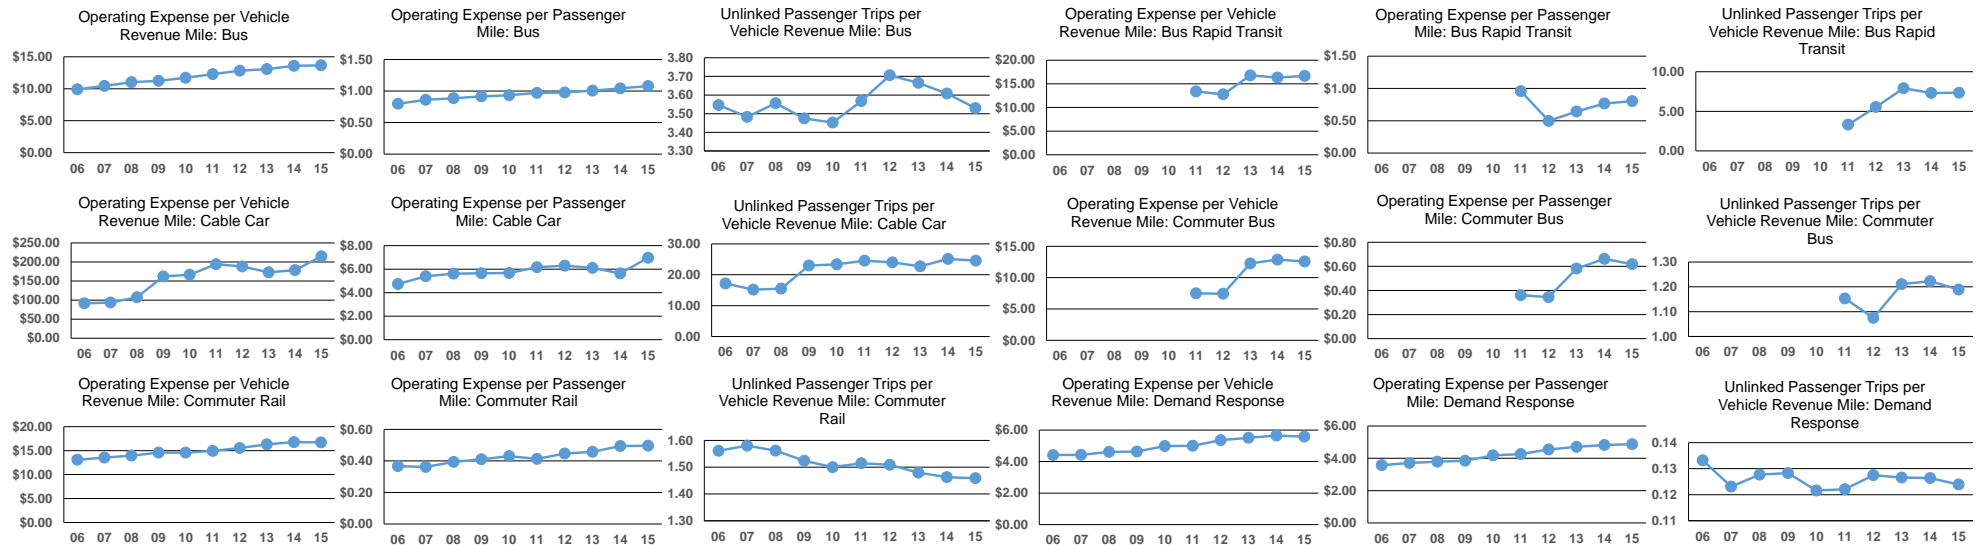 Operating Expense per Vehicle
Revenue Mile: Bus
$15.00
$10.00
$5.00
$0.00
06 07 08 09 10 11 12 13 14 15
Operating Expense per Passenger
Mile: Bus
$1.50
$1.00
$0.50
$0.00
06 07 08 09 10 11 12 13 14 15
Unlinked Passenger Trips per
Vehicle Revenue Mile: Bus
3.80
3.70
3.60
3.50
3.40
3.30
06 07 08 09 10 11 12 13 14 15
Operating Expense per Vehicle
Revenue Mile: Bus Rapid Transit
$20.00
$15.00
$10.00
$5.00
$0.00
06 07 08 09 10 11 12 13 14 15
Operating Expense per Passenger
Mile: Bus Rapid Transit
$1.50
$1.00
$0.50
$0.00
06 07 08 09 10 11 12 13 14 15
Unlinked Passenger Trips per
Vehicle Revenue Mile: Bus Rapid
Transit
10.00
5.00
0.00
06 07 08 09 10 11 12 13 14 15
Operating Expense per Vehicle
Revenue Mile: Cable Car
$250.00
$200.00
$150.00
$100.00
$50.00
$0.00
06 07 08 09 10 11 12 13 14 15
Operating Expense per Passenger
Mile: Cable Car
$8.00
$6.00
$4.00
$2.00
$0.00
06 07 08 09 10 11 12 13 14 15
Unlinked Passenger Trips per
Vehicle Revenue Mile: Cable Car
30.00
20.00
10.00
0.00
06 07 08 09 10 11 12 13 14 15
Operating Expense per Vehicle
Revenue Mile: Commuter Bus
$15.00
$10.00
$5.00
$0.00
06 07 08 09 10 11 12 13 14 15
Operating Expense per Passenger
Mile: Commuter Bus
$0.80
$0.60
$0.40
$0.20
$0.00
06 07 08 09 10 11 12 13 14 15
Unlinked Passenger Trips per
Vehicle Revenue Mile: Commuter
Bus
1.30
1.20
1.10
1.00
06 07 08 09 10 11 12 13 14 15
Operating Expense per Vehicle
Revenue Mile: Commuter Rail
$20.00
$15.00
$10.00
$5.00
$0.00
06 07 08 09 10 11 12 13 14 15
Operating Expense per Passenger
Mile: Commuter Rail
$0.60
$0.40
$0.20
$0.00
06 07 08 09 10 11 12 13 14 15
Unlinked Passenger Trips per
Vehicle Revenue Mile: Commuter
Rail
1.60
1.50
1.40
1.30
06 07 08 09 10 11 12 13 14 15
Operating Expense per Vehicle
Revenue Mile: Demand Response
$6.00
$4.00
$2.00
$0.00
06 07 08 09 10 11 12 13 14 15
Operating Expense per Passenger
Mile: Demand Response
$6.00
$4.00
$2.00
$0.00
06 07 08 09 10 11 12 13 14 15
Unlinked Passenger Trips per
Vehicle Revenue Mile: Demand
Response
0.14
0.13
0.12
0.11
06 07 08 09 10 11 12 13 14 15